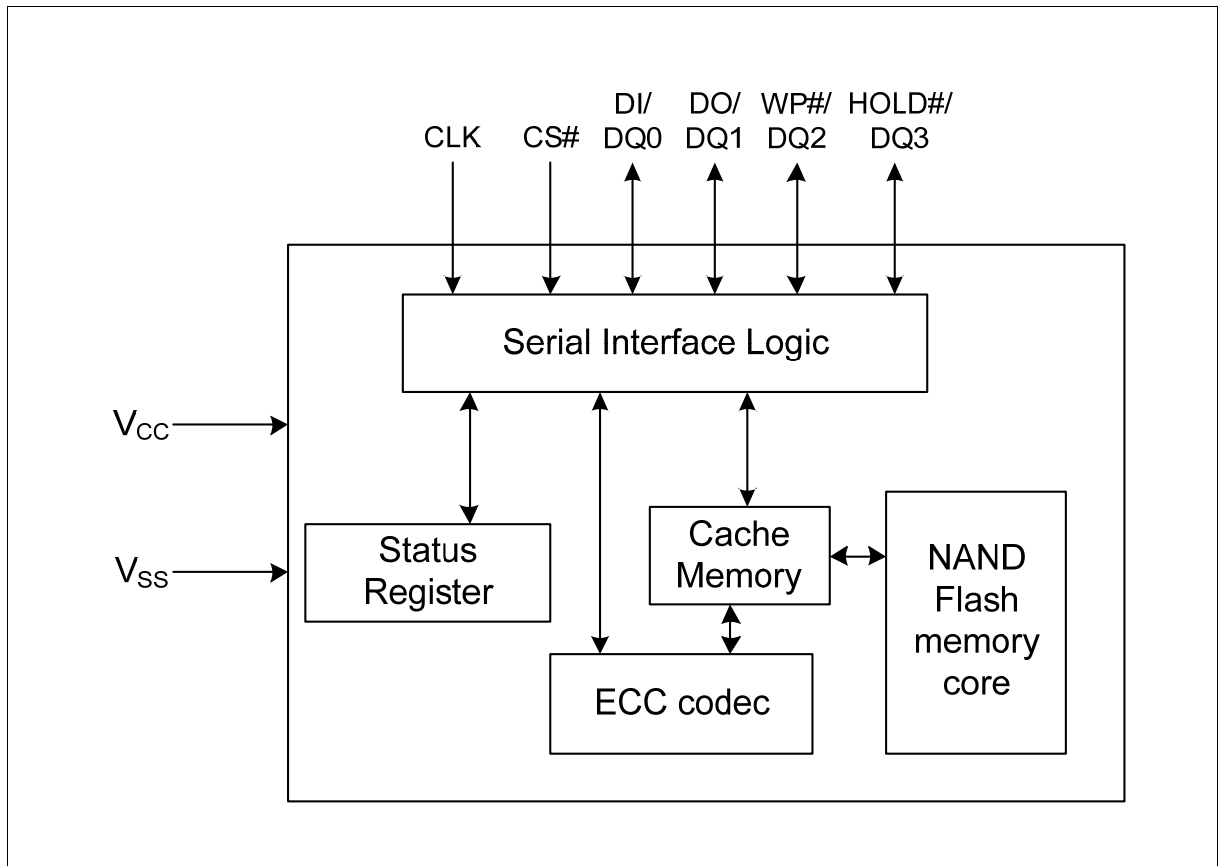 CLK
CS#
DI/
DQ0
DO/
DQ1
WP#/
DQ2
HOLD#/
DQ3
Serial Interface Logic
VCC
VSS
Status
Register
Cache
Memory
NAND
Flash
memory
core
ECC codec